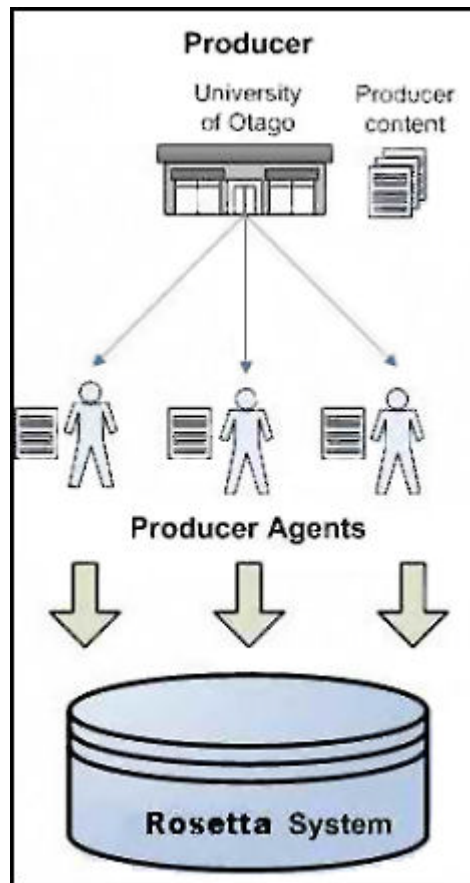 Producer
University
of Otago
Producer
content
Producer Agents
Rosetta System